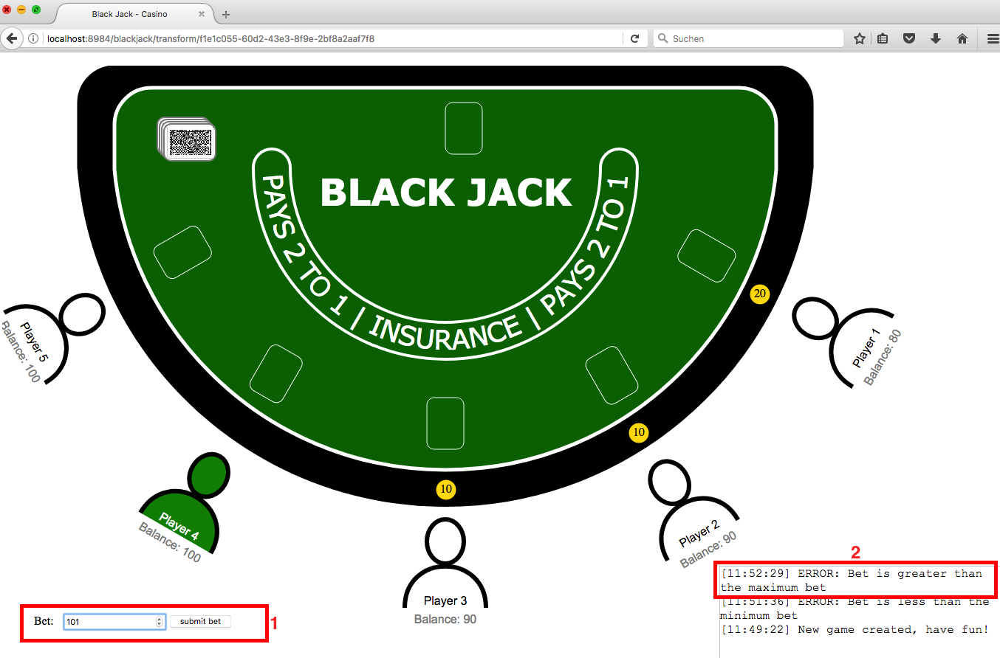 Black Jack - Casino
localhost:8984/blackjack/transform/f1e1c055-60d2-43e3-8f9e-2bf8a2aaf7f8
Suchen
BLACK JACK
PAYS 2 TO 1 | INSURANCE | PAYS 2 TO 1
20
10
10
Player 5
Balance: 100
Player 1
Balance: 80
Player 4
Balance: 100
Player 2
Balance: 90
Player 3
Balance: 90
Bet: 101 submit bet
1
2
[11:52:29] ERROR: Bet is greater than
the maximum bet
[11:51:36] ERROR: Bet is less than the
minimum bet
[11:49:22] New game created, have fun!